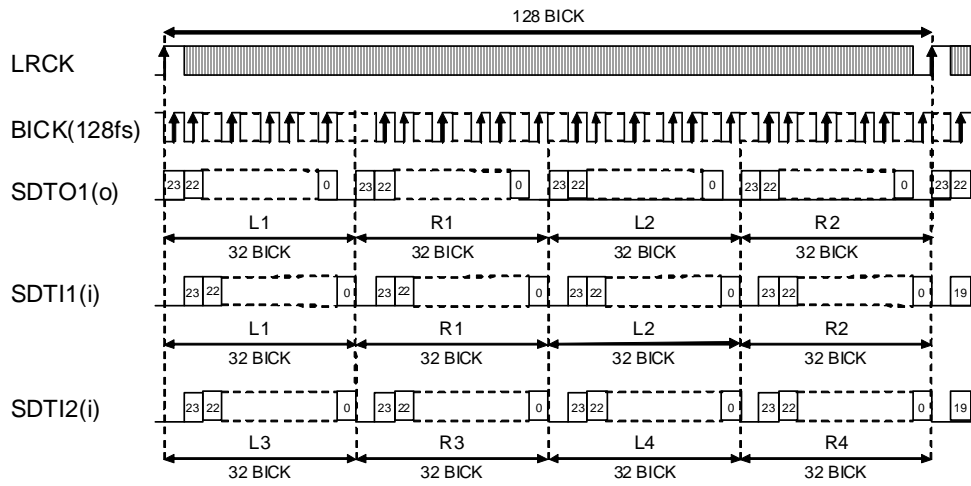 128 BICK
LRCK
BICK(128fs)
SDTO1(o)
23 22 0 23 22 0 23 22 0 23 22 0 23 22
L1 R1 L2 R2
32 BICK 32 BICK 32 BICK 32 BICK
SDTI1(i)
23 22 0 23 22 0 23 22 0 23 22 0 19
L1 R1 L2 R2
32 BICK 32 BICK 32 BICK 32 BICK
SDTI2(i)
23 22 0 23 22 0 23 22 0 23 22 0 19
L3 R3 L4 R4
32 BICK 32 BICK 32 BICK 32 BICK